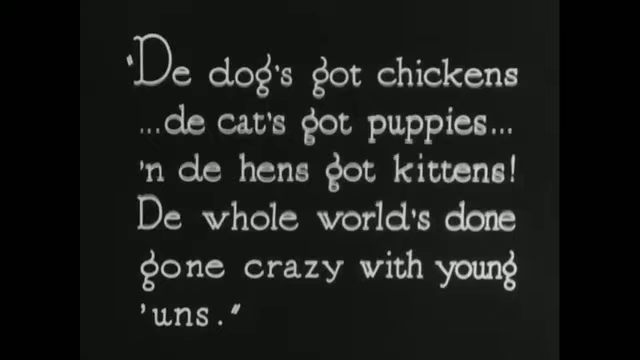 "De dog's got chickens
...de cat's got puppies...
'n de hens got kittens!
De whole world's done
gone crazy with young
'uns."